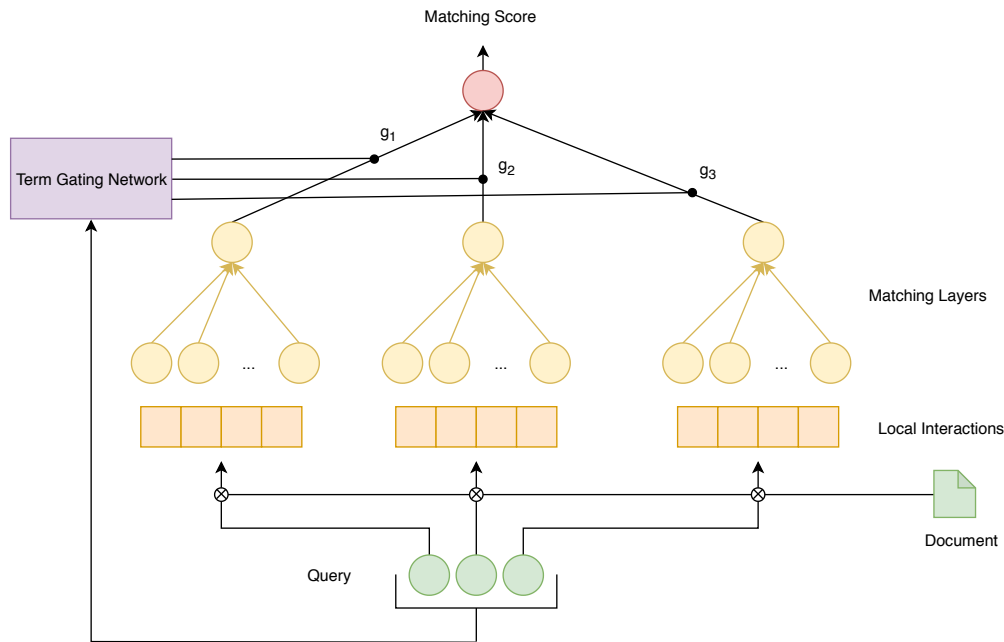 Matching Score
g1
Term Gating Network
g2
g3
Matching Layers
... ... ...
Local Interactions
Document
Query